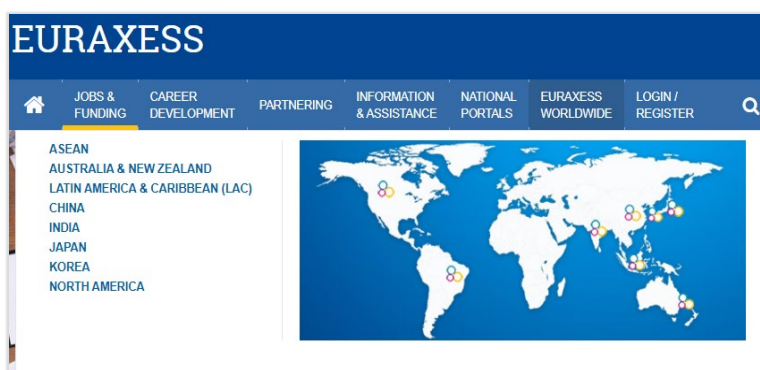 EURAXESS
JOBS &
FUNDING
CAREER
DEVELOPMENT
PARTNERING
INFORMATION
& ASSISTANCE
NATIONAL
PORTALS
EURAXESS
WORLDWIDE
LOGIN /
REGISTER
ASEAN
AUSTRALIA & NEW ZEALAND
LATIN AMERICA & CARIBBEAN (LAC)
CHINA
INDIA
JAPAN
KOREA
NORTH AMERICA